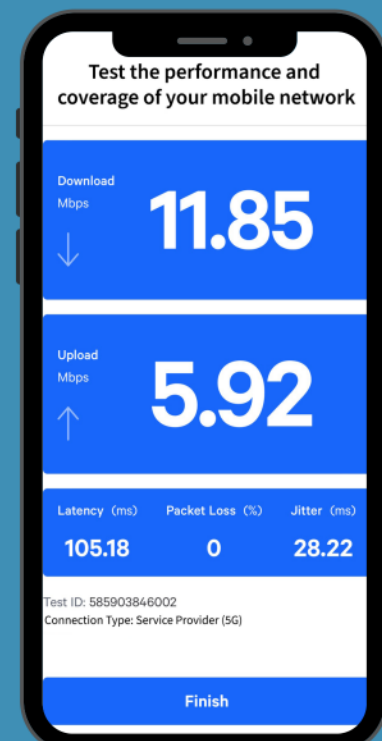 Test the performance and
coverage of your mobile network
Download
Mbps
11.85
Upload
Mbps
5.92
Latency (ms) Packet Loss (%) Jitter (ms)
105.18 0 28.22
Test ID: 585903846002
Connection Type: Service Provider (5G)
Finish